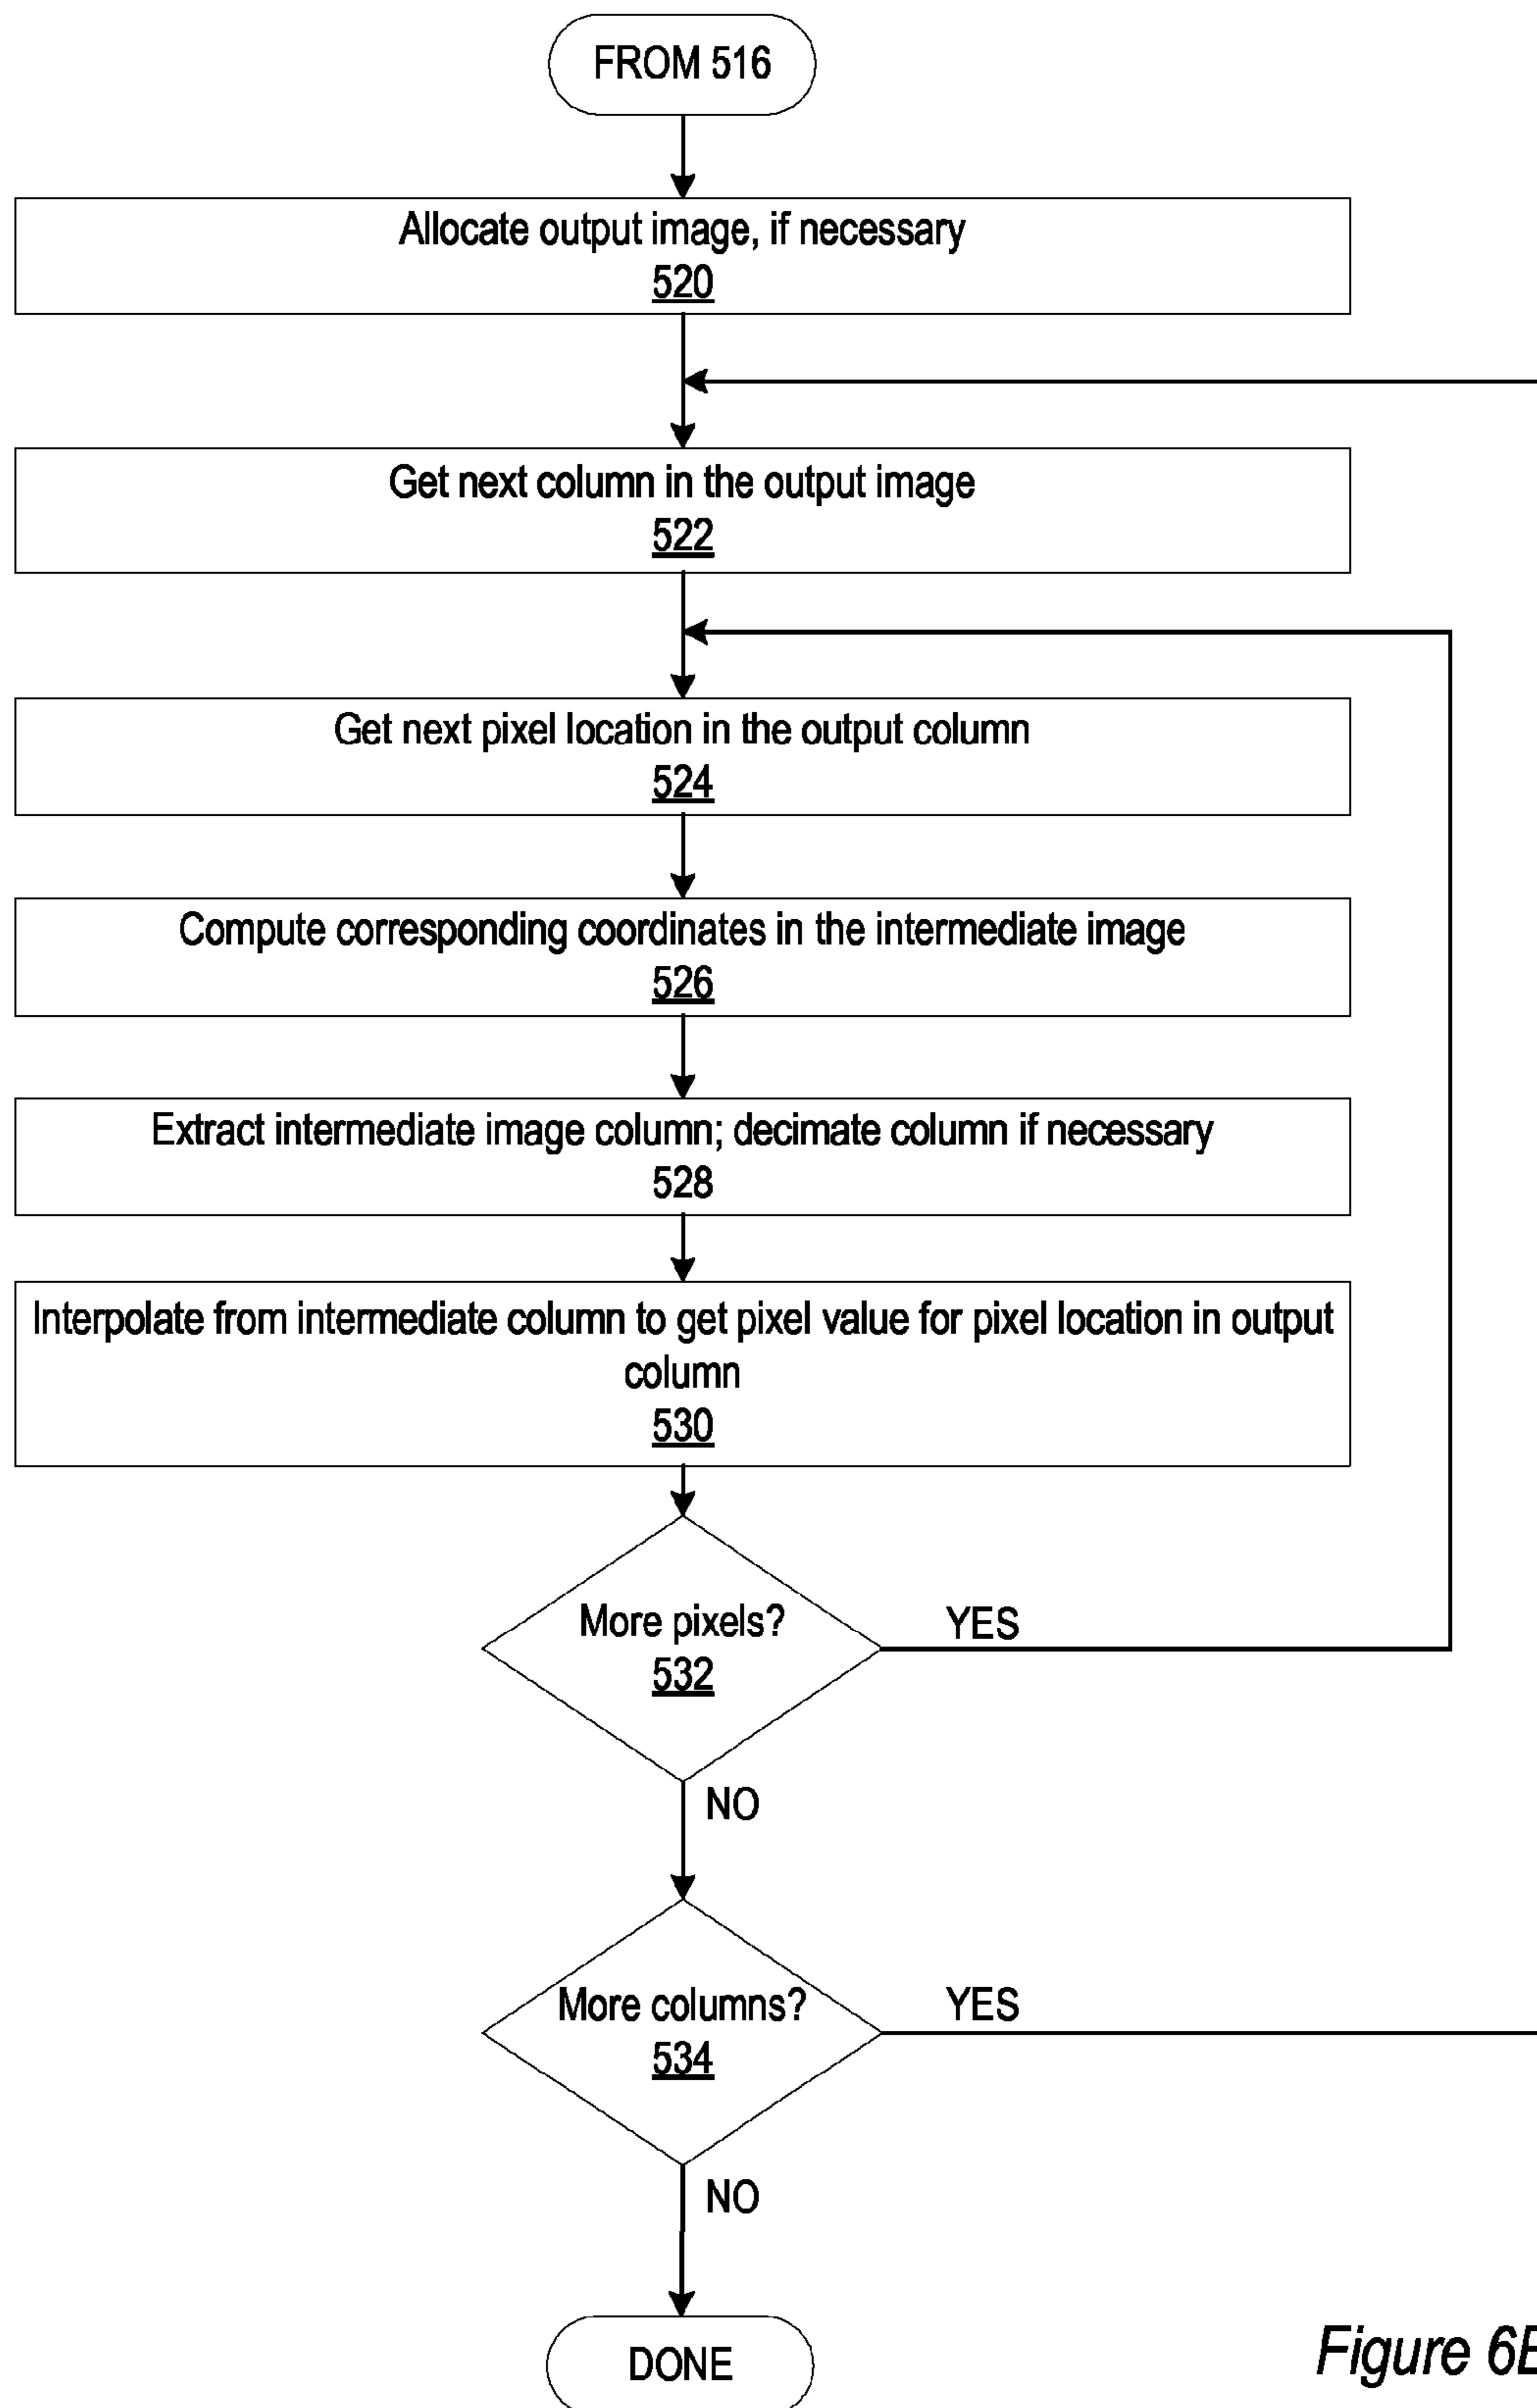 FROM 516
Allocate output image, if necessary
520
Get next column in the output image
522
Get next pixel location in the output column
524
Compute corresponding coordinates in the intermediate image
526
Extract intermediate image column; decimate column if necessary
528
Interpolate from intermediate column to get pixel value for pixel location in output
column
530
More pixels?
532
YES
NO
More columns?
534
YES
NO
DONE
Figure